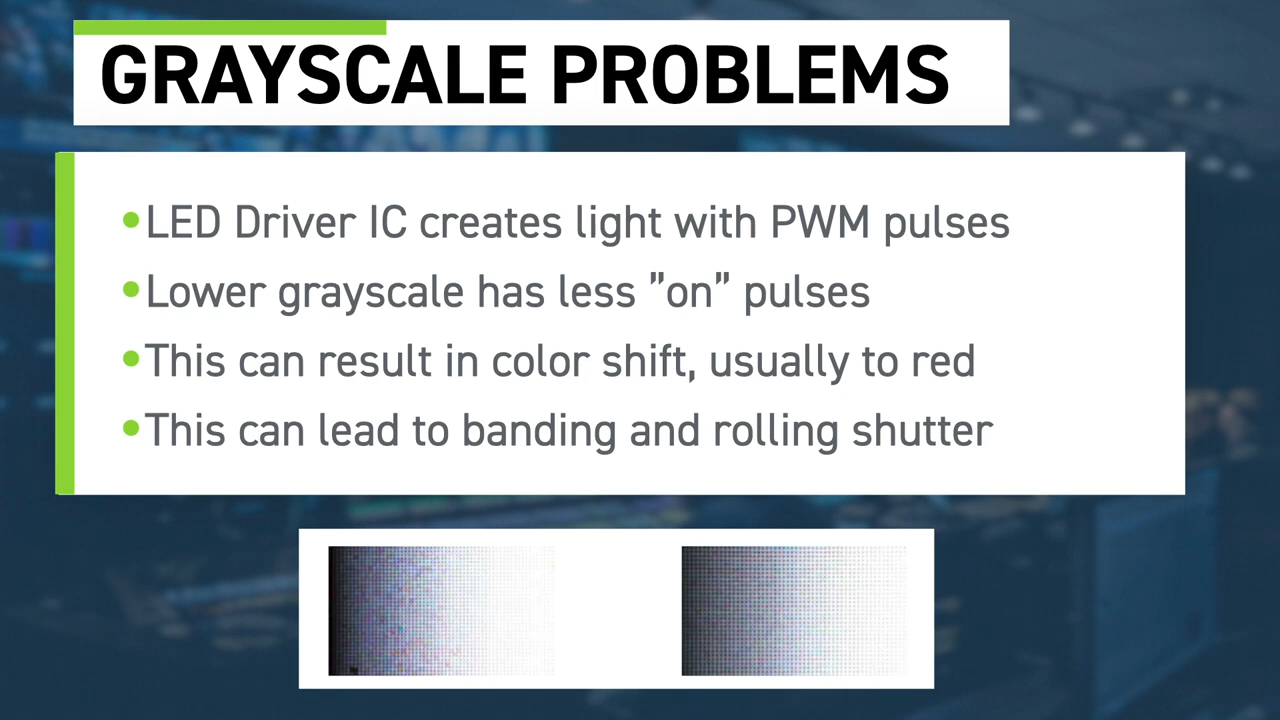 GRAYSCALE PROBLEMS
•LED Driver IC creates light with PWM pulses
•Lower grayscale has less ”on” pulses
•This can result in color shift, usually to red
•This can lead to banding and rolling shutter